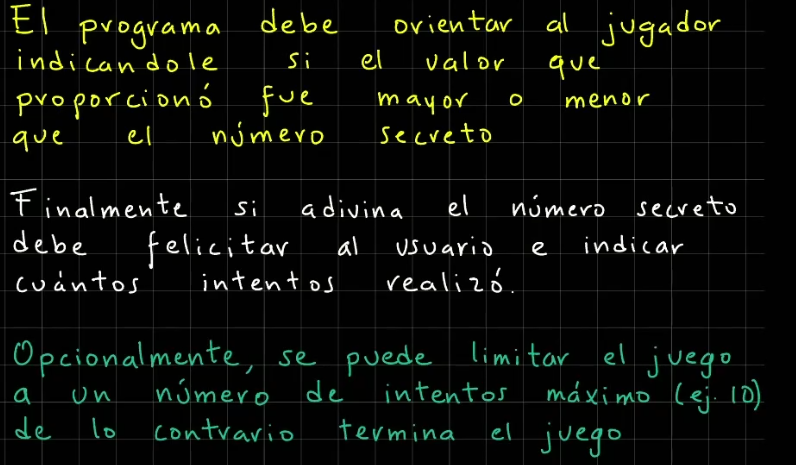 El programa debe orientar al jugador
indicandole si el valor que
proporcionó fue mayor o menor
que el número secreto
Finalmente si adivina el número secreto
debe felicitar al usuario e indicar
cuántos intentos realizó.
Opcionalmente, se puede limitar el juego
a un número de intentos máximo (ej. 10)
de lo contrario termina el juego